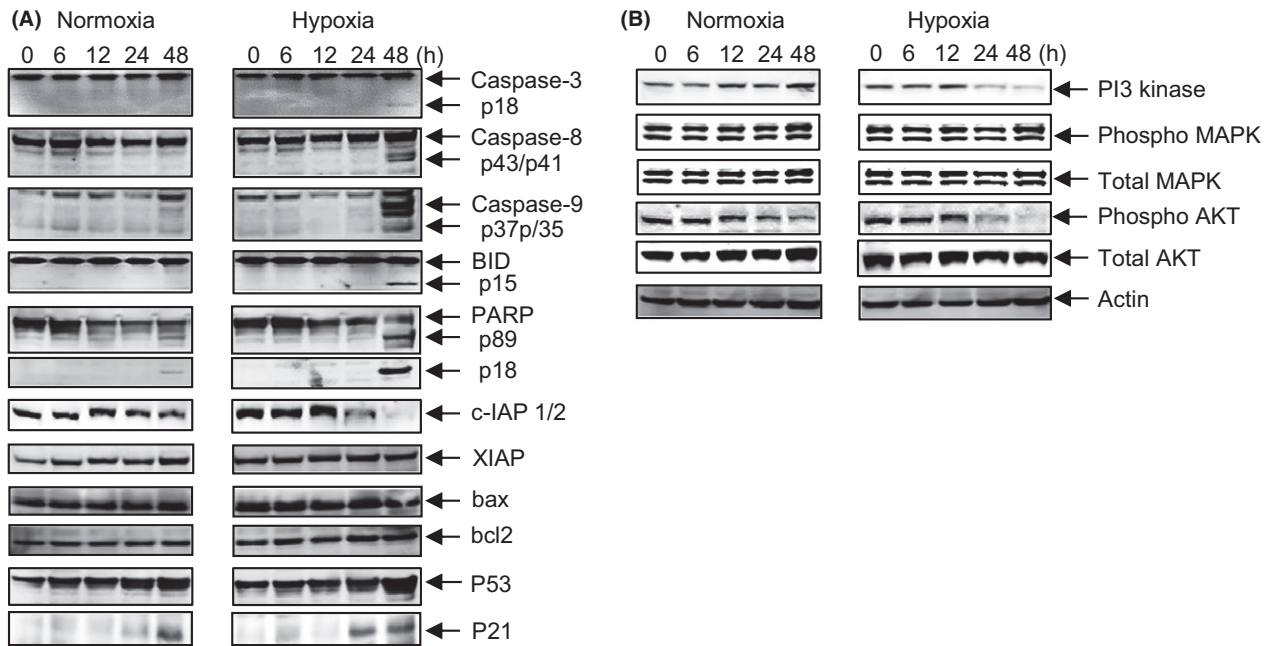 (A) Normoxia Hypoxia
0 6 12 24 48 0 6 12 24 48 (h)
Caspase-3
p18
Caspase-8
p43/p41
Caspase-9
p37p/35
BID
p15
PARP
p89
p18
c-IAP 1/2
XIAP
bax
bcl2
P53
P21
(B) Normoxia Hypoxia
0 6 12 24 48 0 6 12 24 48 (h)
PI3 kinase
Phospho MAPK
Total MAPK
Phospho AKT
Total AKT
Actin